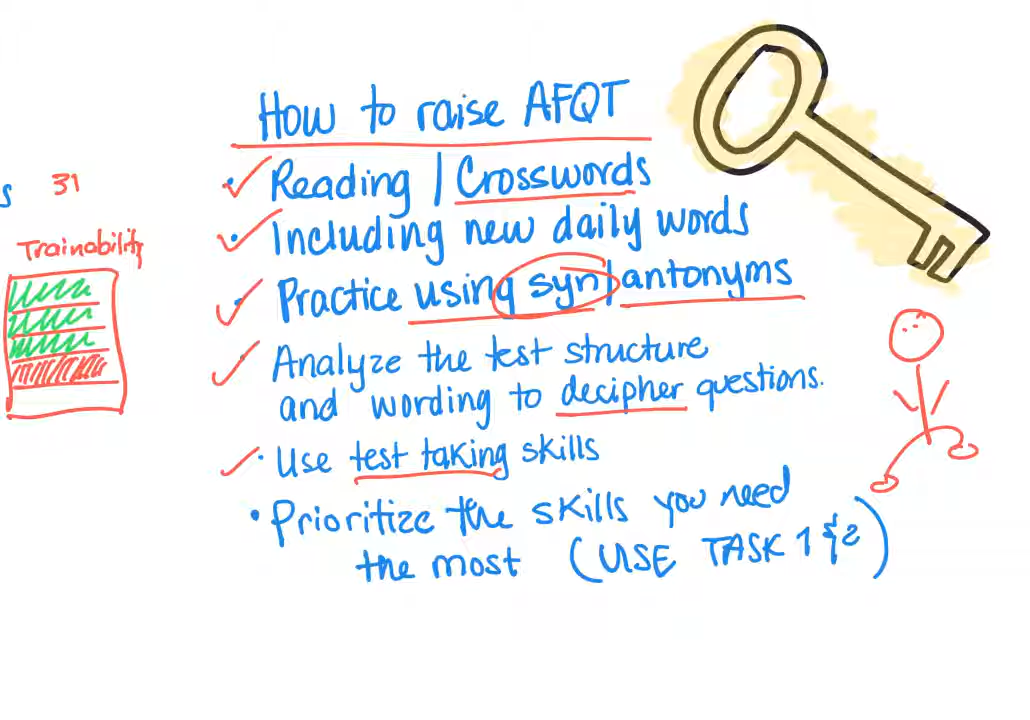 How to raise AFQT
• Reading / Crosswords
• Including new daily words
• Practice using syn/antonyms
Analyze the test structure
and wording to decipher questions.
• Use test taking skills
• Prioritize the skills you need
the most (USE TASK 1 & 2)
s 31
Trainability